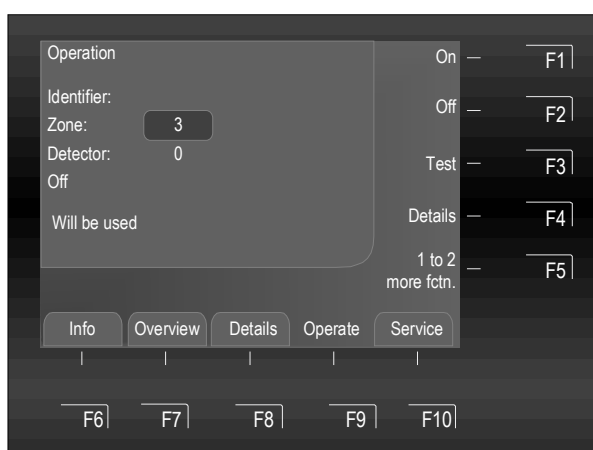 Operation
Identifier:
Zone: 3
Detector: 0
Off
Will be used
On — F1
Off — F2
Test — F3
Details — F4
1 to 2
more fctn. — F5
Info Overview Details Operate Service
F6 F7 F8 F9 F10